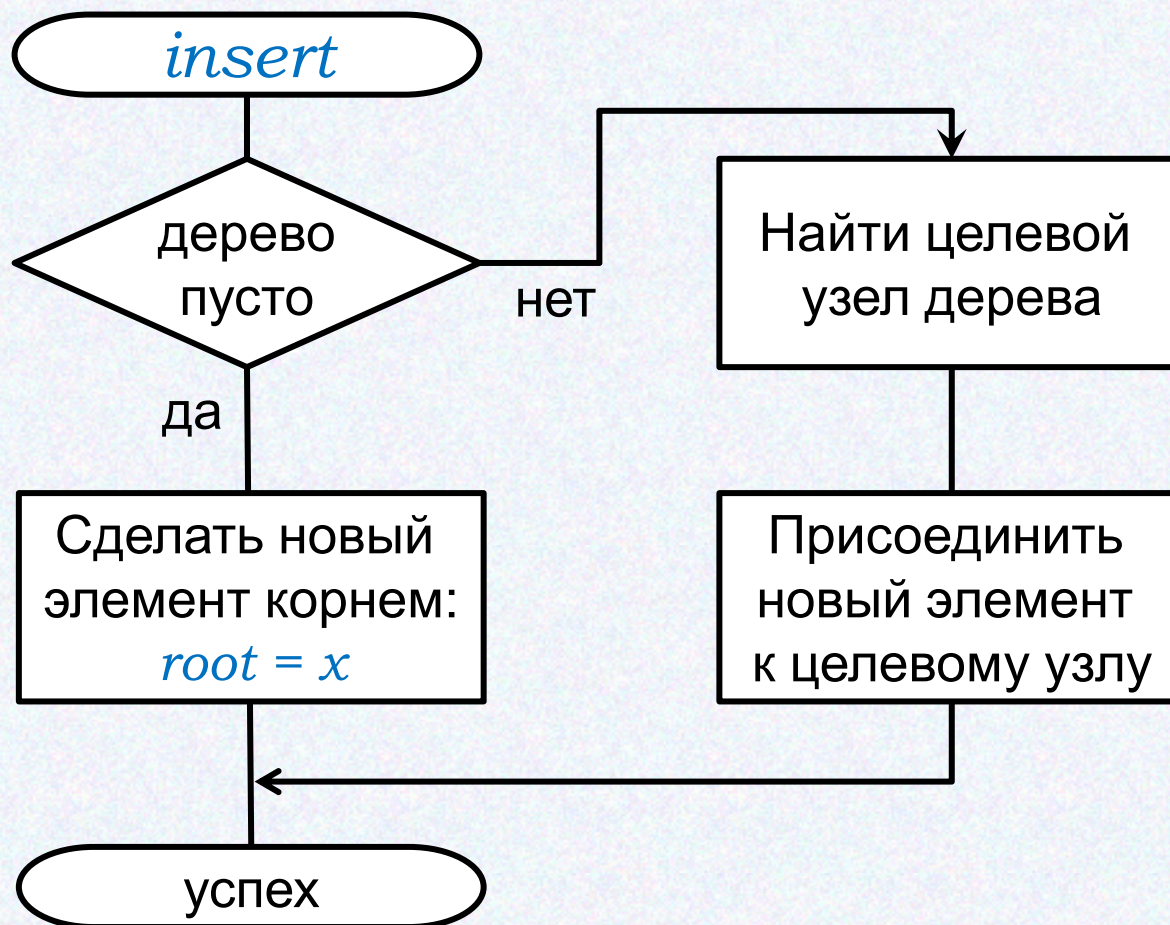 insert
дерево
пусто
нет
Найти целевой
узел дерева
да
Сделать новый
элемент корнем:
root = x
Присоединить
новый элемент
к целевому узлу
успех